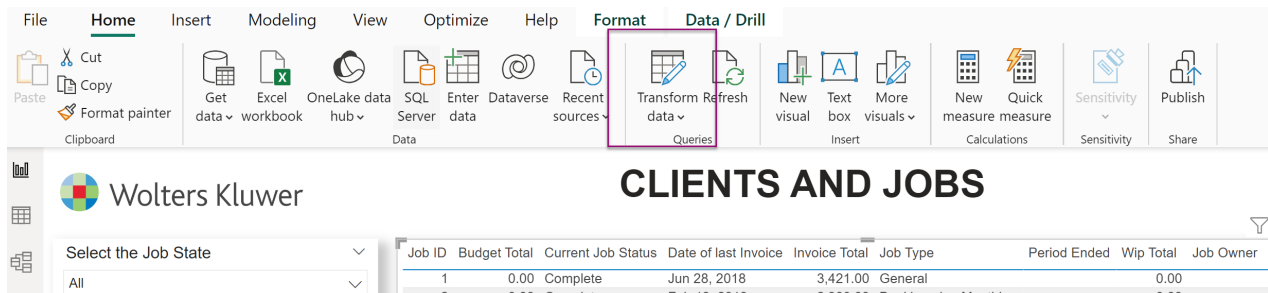 File Home Insert Modeling View Optimize Help Format Data / Drill
Paste
Cut
Copy
Format painter
Clipboard
Get data
Excel workbook
OneLake data hub
SQL Server
Enter data
Dataverse
Recent sources
Data
Transform data
Refresh
Queries
New visual
A
Text box
More visuals
Insert
New measure
Quick measure
Calculations
Sensitivity
Sensitivity
Publish
Share
Wolters Kluwer
CLIENTS AND JOBS
Select the Job State
All
Job ID Budget Total Current Job Status Date of last Invoice Invoice Total Job Type Period Ended Wip Total Job Owner
1 0.00 Complete Jun 28, 2018 3,421.00 General 0.00